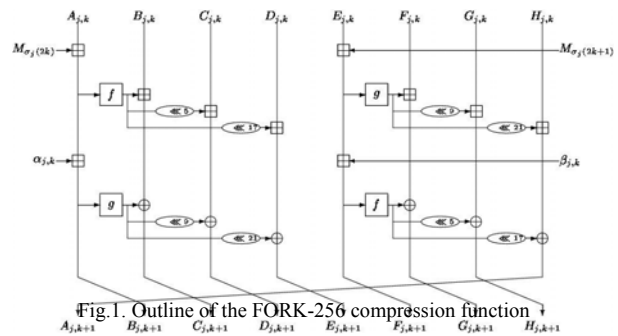 A_{j,k} B_{j,k} C_{j,k} D_{j,k} E_{j,k} F_{j,k} G_{j,k} H_{j,k}
M_{σ_j(2k)} M_{σ_j(2k+1)}
f g
≪ 5 ≪ 9
≪ 17 ≪ 21
α_{j,k} β_{j,k}
g f
≪ 9 ≪ 5
≪ 21 ≪ 17
Fig.1. Outline of the FORK-256 compression function
A_{j,k+1} B_{j,k+1} C_{j,k+1} D_{j,k+1} E_{j,k+1} F_{j,k+1} G_{j,k+1} H_{j,k+1}